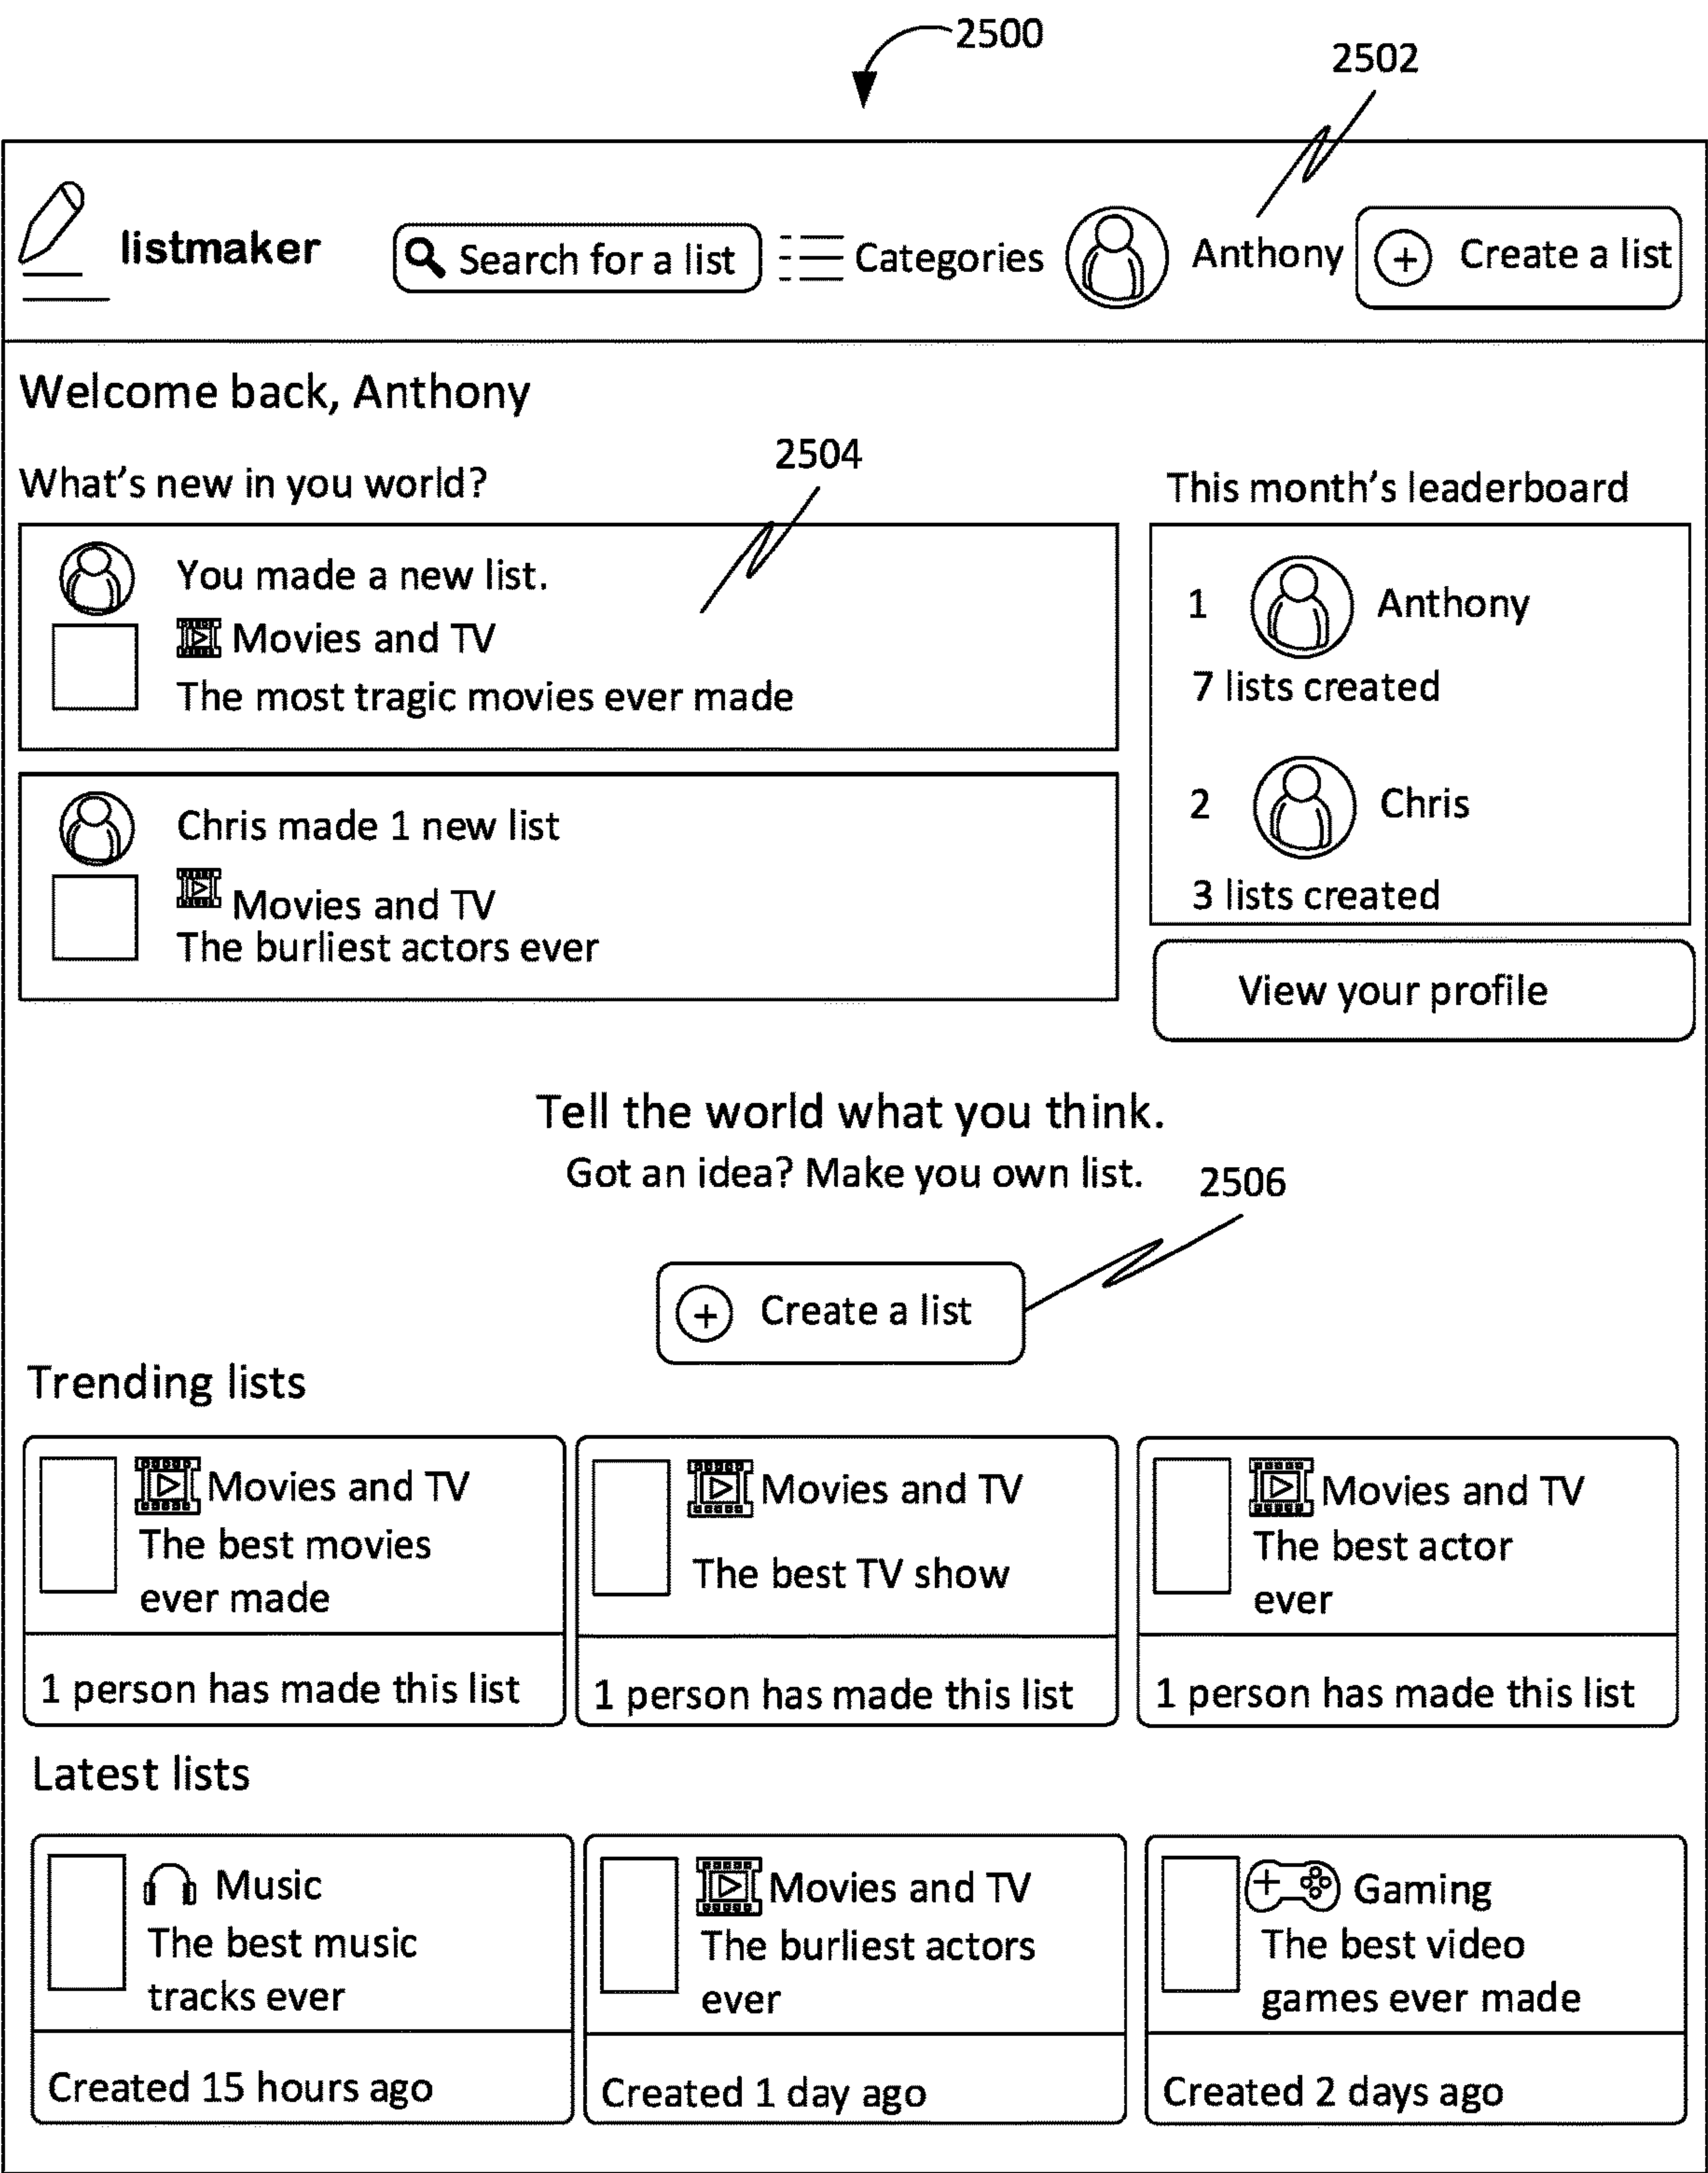 2500
2502
listmaker
Search for a list
Categories
Anthony
Create a list
Welcome back, Anthony
2504
What's new in you world?
You made a new list.
Movies and TV
The most tragic movies ever made
Chris made 1 new list
Movies and TV
The burliest actors ever
This month's leaderboard
1 Anthony
7 lists created
2 Chris
3 lists created
View your profile
Tell the world what you think.
Got an idea? Make you own list.
2506
Create a list
Trending lists
Movies and TV
The best movies
ever made
1 person has made this list
Movies and TV
The best TV show
1 person has made this list
Movies and TV
The best actor
ever
1 person has made this list
Latest lists
Music
The best music
tracks ever
Created 15 hours ago
Movies and TV
The burliest actors
ever
Created 1 day ago
Gaming
The best video
games ever made
Created 2 days ago